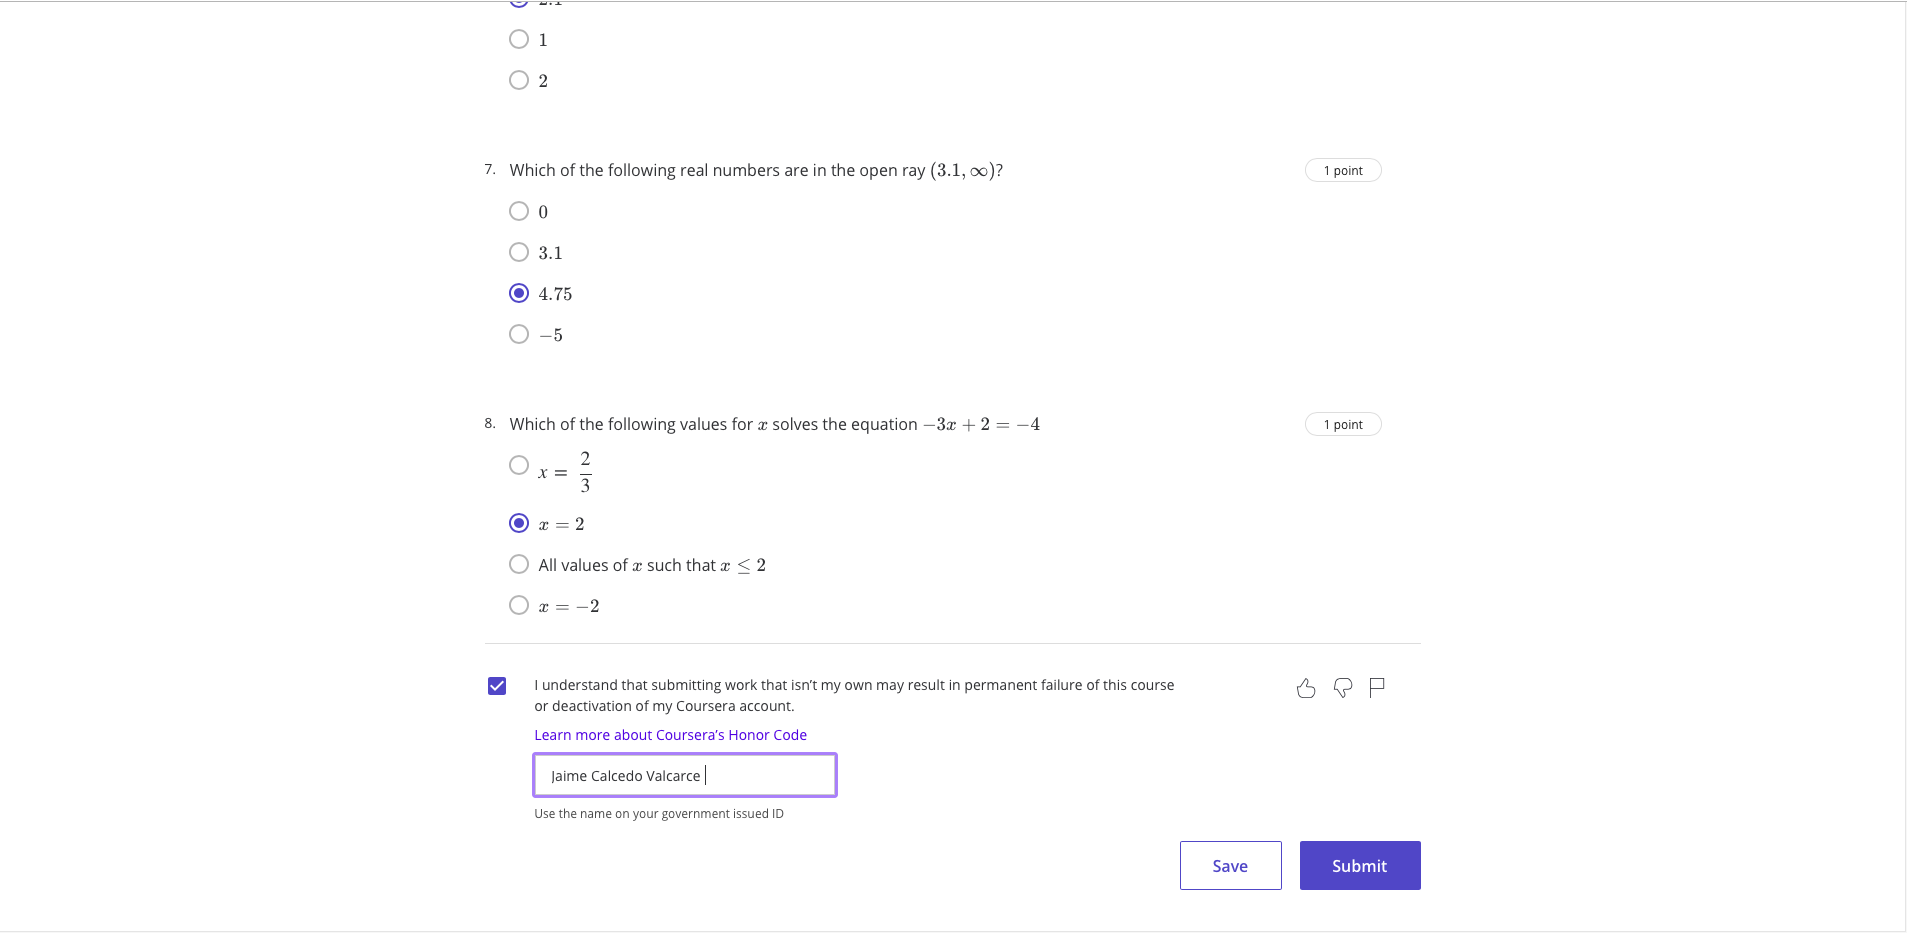 2.1
1
2
7. Which of the following real numbers are in the open ray (3.1, ∞)?
1 point
0
3.1
4.75
−5
8. Which of the following values for x solves the equation −3x + 2 = −4
1 point
x = 2/3
x = 2
All values of x such that x ≤ 2
x = −2
I understand that submitting work that isn’t my own may result in permanent failure of this course
or deactivation of my Coursera account.
Learn more about Coursera’s Honor Code
Jaime Calcedo Valcarce
Use the name on your government issued ID
Save
Submit